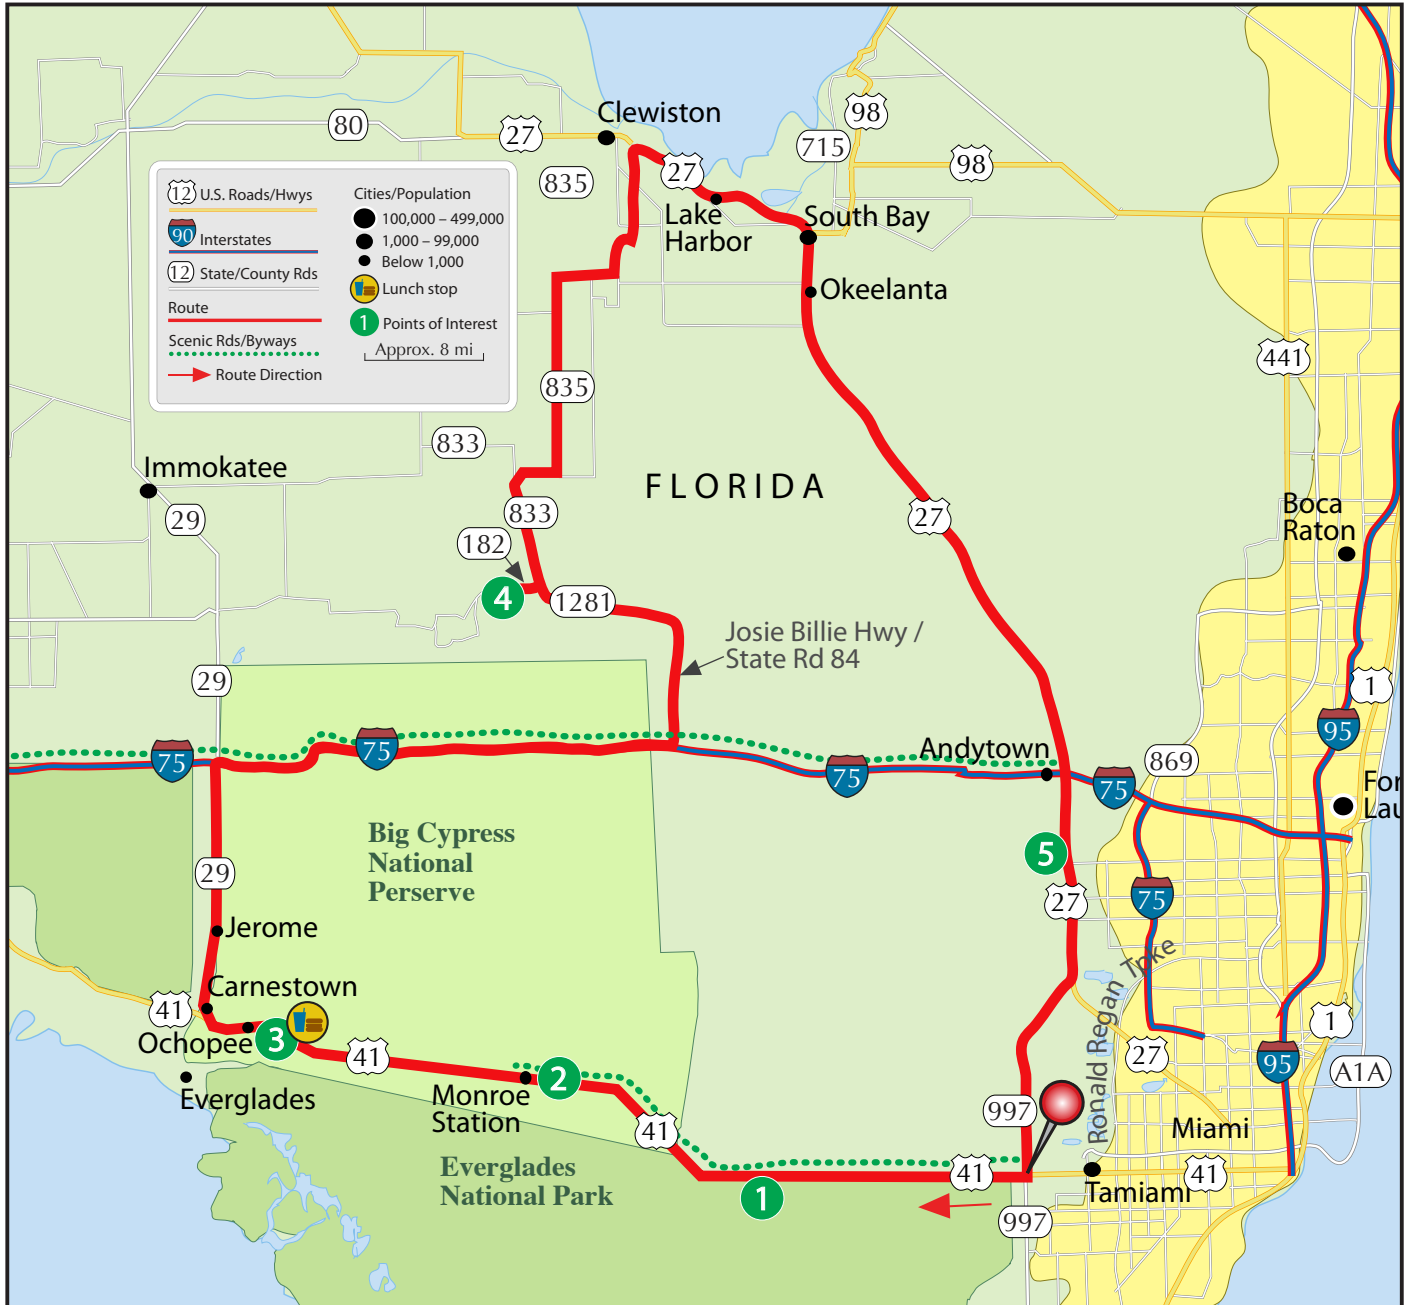 98
Clewiston
80
27
715
98
835
27
Lake
Harbor
South Bay
Okeelanta
12 U.S. Roads/Hwys
90 Interstates
12 State/County Rds
Route
Scenic Rds/Byways
Route Direction
Cities/Population
100,000 – 499,000
1,000 – 99,000
Below 1,000
Lunch stop
1 Points of Interest
Approx. 8 mi
441
835
833
Immokatee
FLORIDA
29
833
27
Boca
Raton
182
4
1281
Josie Billie Hwy /
State Rd 84
29
1
95
75
75
Andytown
869
75
75
For
Lau
Big Cypress
National
Perserve
5
29
27
75
Jerome
Ronald Regan Tpke
Carnestown
41
Ochopee
3
41
1
27
95
A1A
Everglades
Monroe
Station
2
997
41
Miami
Everglades
National Park
1
41
Tamiami
41
997